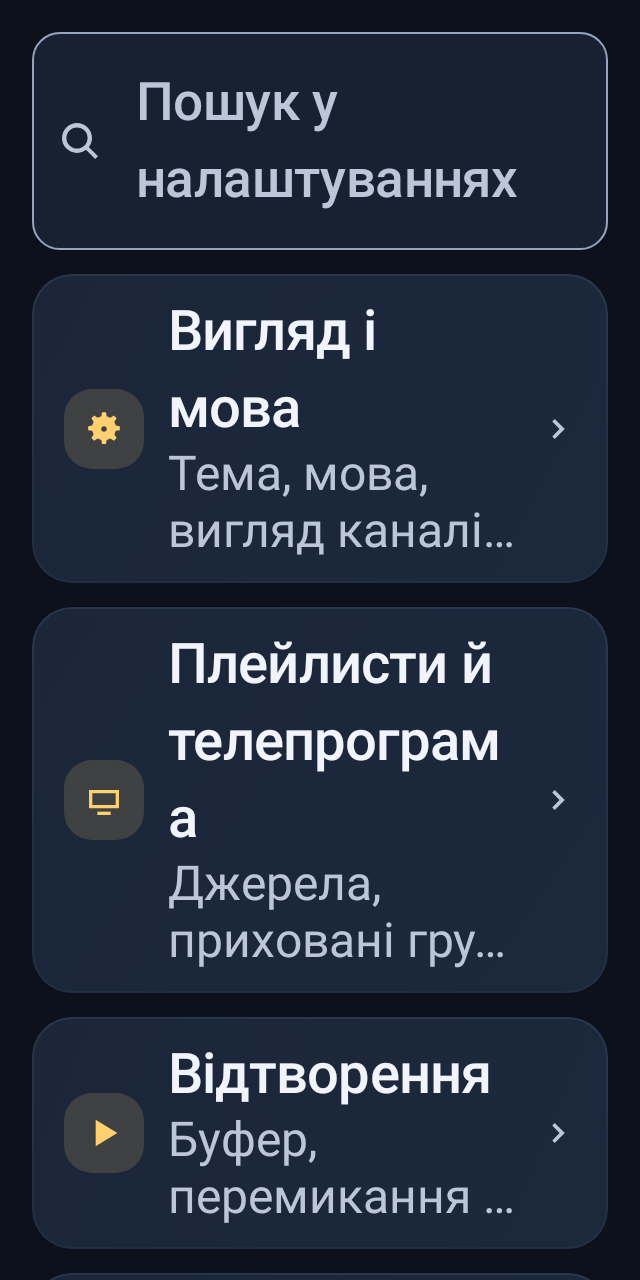 Пошук у
налаштуваннях
Вигляд і
мова
Тема, мова,
вигляд каналі…
Плейлисти й
телепрограм
а
Джерела,
приховані гру…
Відтворення
Буфер,
перемикання …